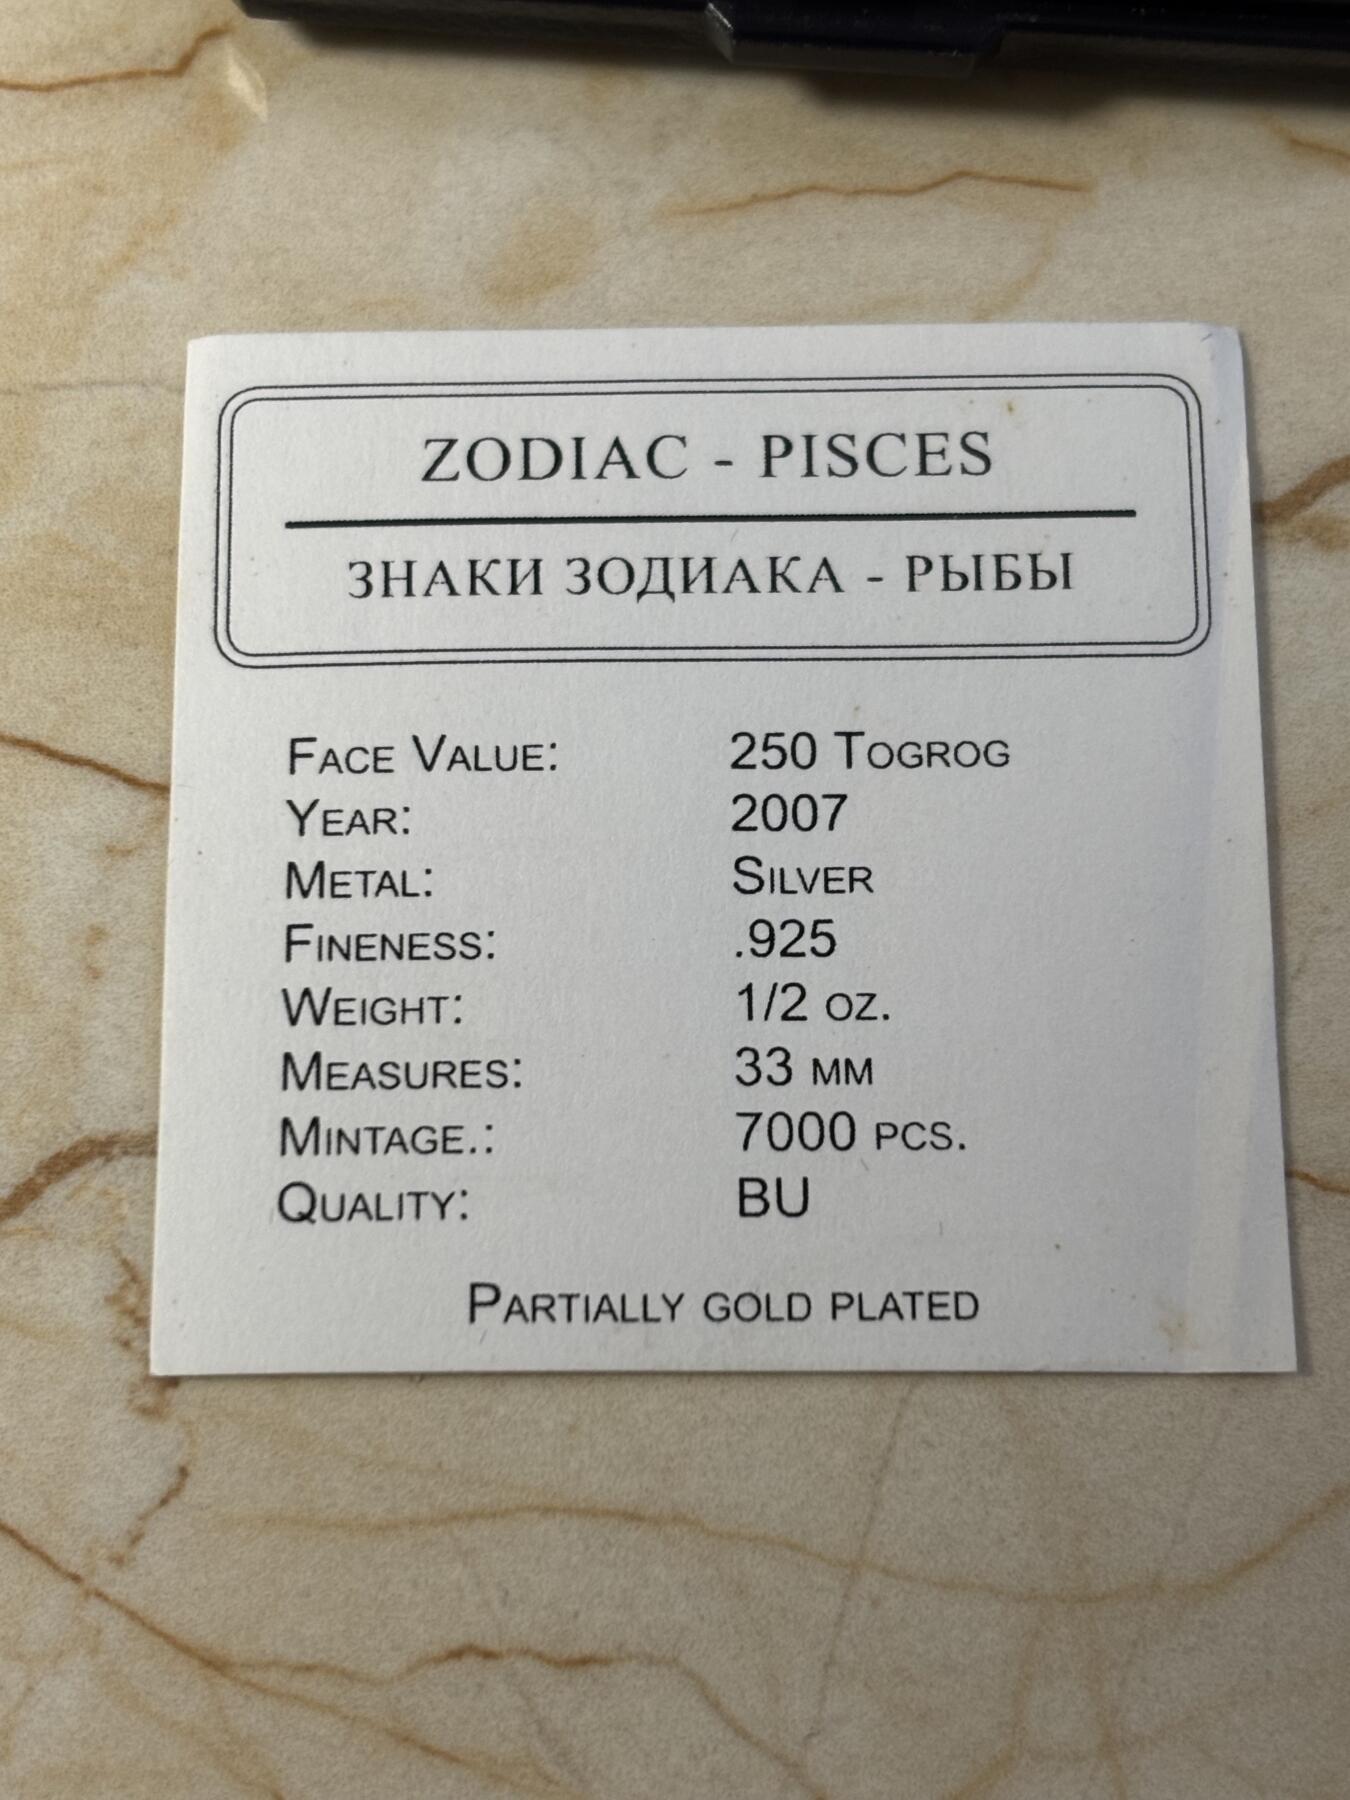 ZODIAC - PISCES
ЗНАКИ ЗОДИАКА - РЫБЫ
FACE VALUE: 250 TOGROG
YEAR: 2007
METAL: SILVER
FINENESS: .925
WEIGHT: 1/2 OZ.
MEASURES: 33 MM
MINTAGE.: 7000 PCS.
QUALITY: BU
PARTIALLY GOLD PLATED